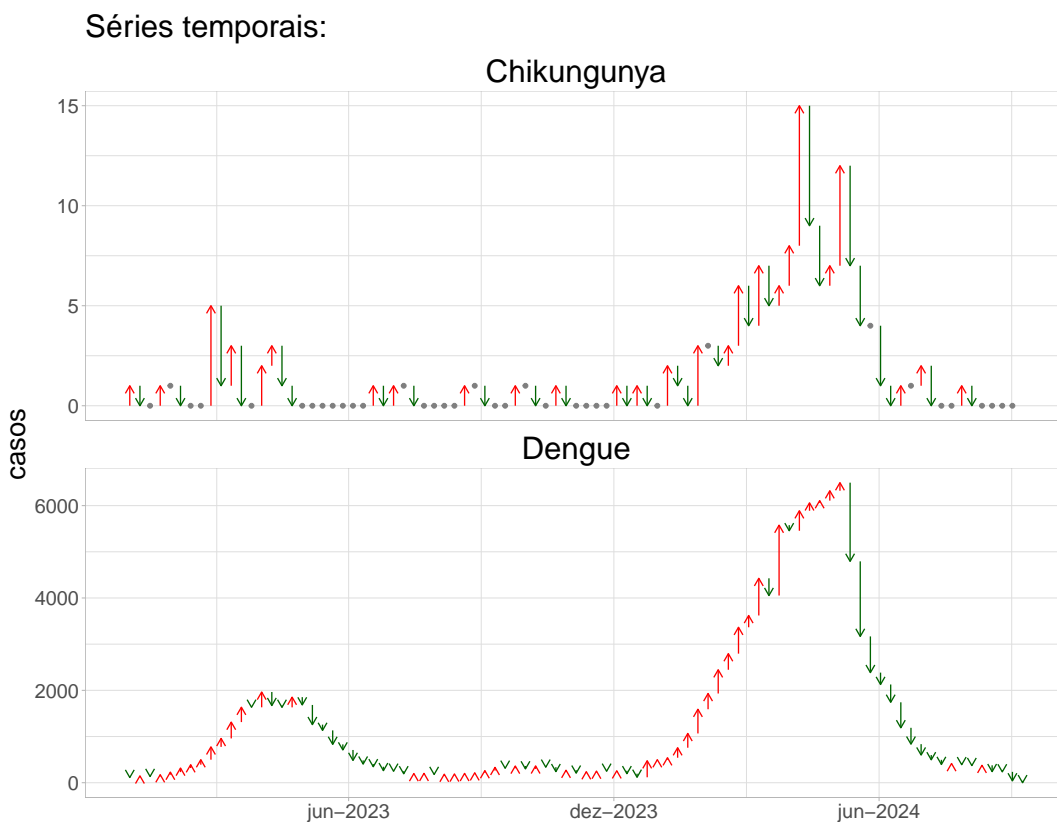 Séries temporais:
Chikungunya
15
10
5
0
casos
Dengue
6000
4000
2000
0
jun–2023
dez–2023
jun–2024